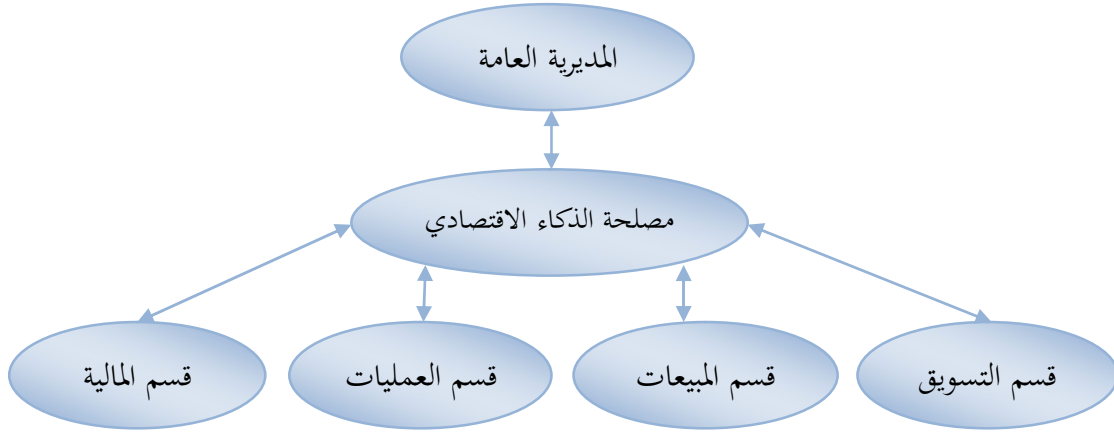 المديرية العامة
مصلحة الذكاء الاقتصادي
قسم التسويق
قسم المبيعات
قسم العمليات
قسم المالية